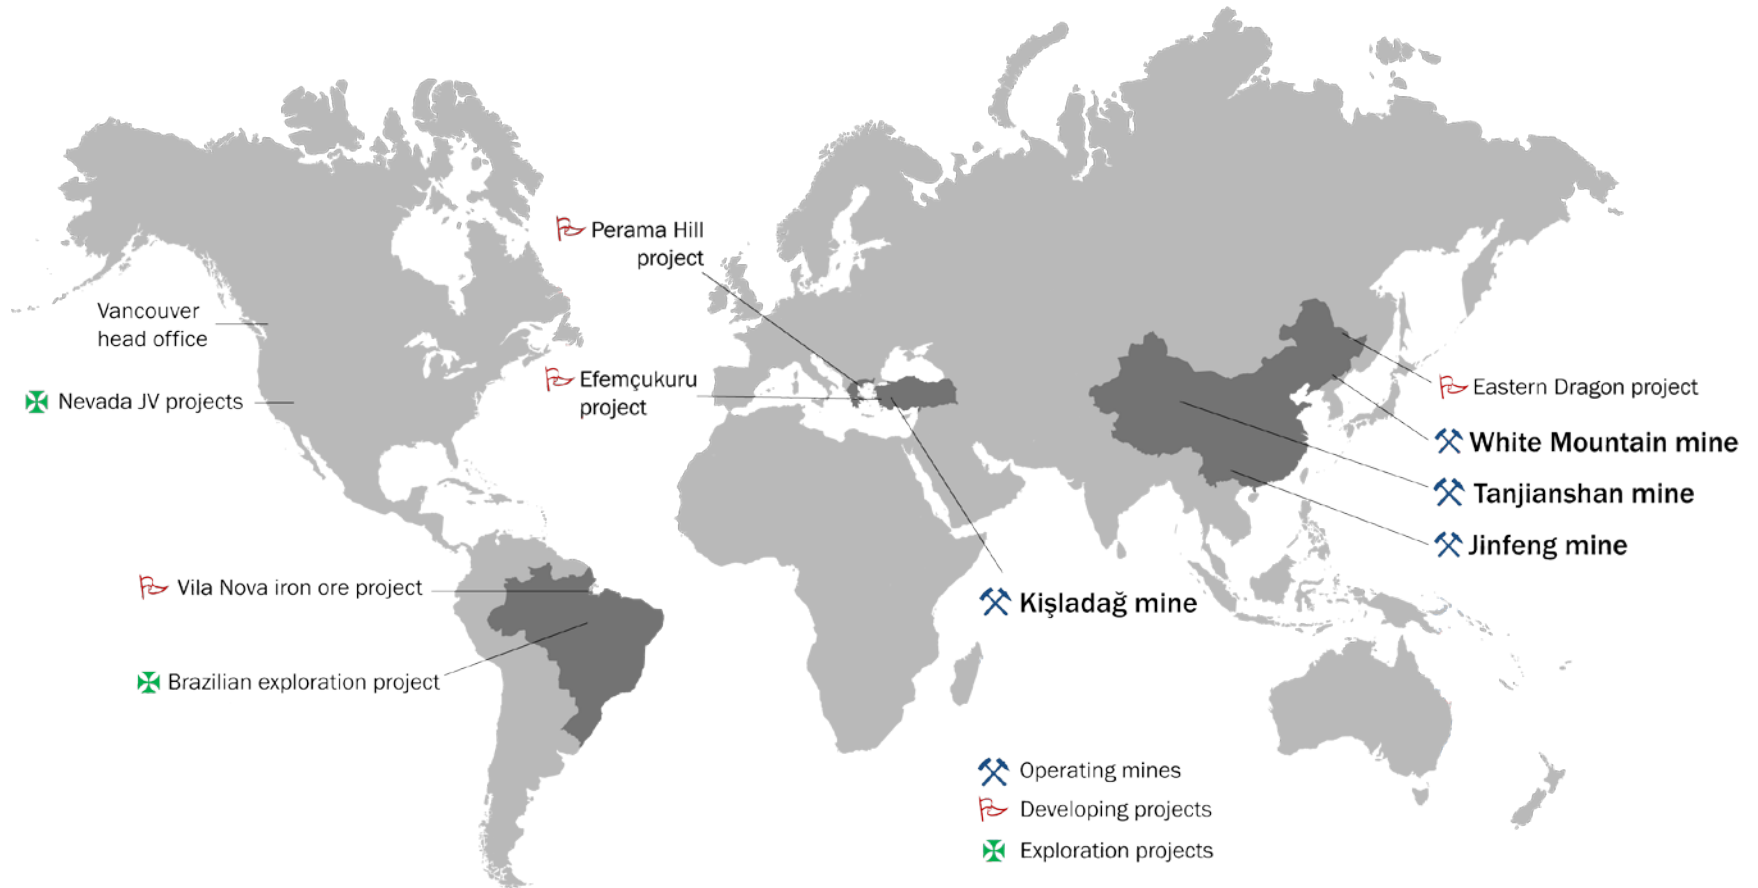 Perama Hill
project
Vancouver
head office
Efemçukuru
project
Nevada JV projects
Eastern Dragon project
White Mountain mine
Tanjianshan mine
Jinfeng mine
Vila Nova iron ore project
Kişladağ mine
Brazilian exploration project
Operating mines
Developing projects
Exploration projects